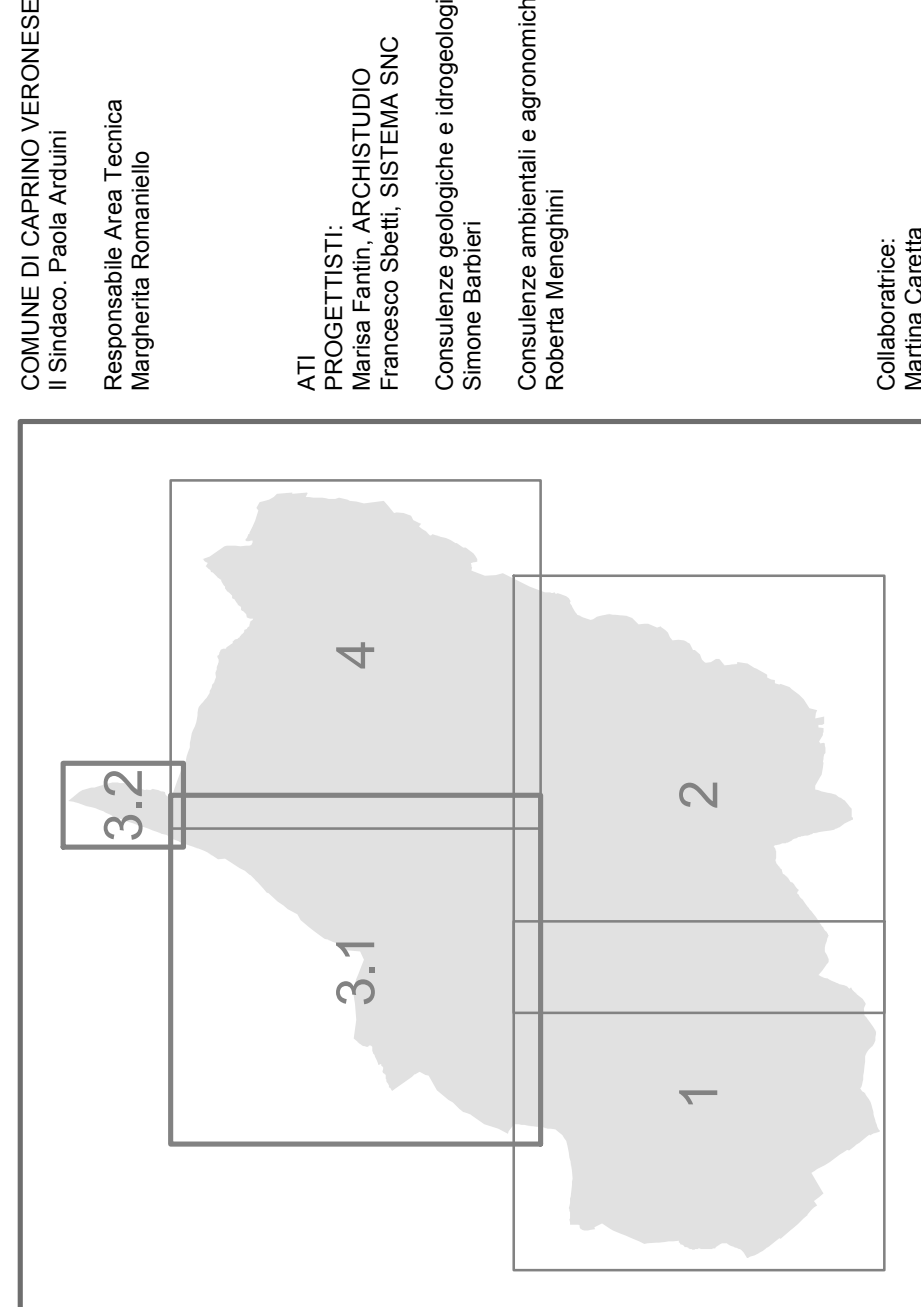 COMUNE DI CAPRINO VERONESE
Il Sindaco. Paola Arduini
Responsabile Area Tecnica
Margherita Romaniello
ATI
PROGETTISTI:
Marisa Fantin, ARCHISTUDIO
Francesco Sbetti, SISTEMA SNC
Consulenze geologiche e idrogeologi
Simone Barbieri
Consulenze ambientali e agronomich
Roberta Meneghini
Collaboratrice:
Martina Caretta
3.2
4
3.1
2
1